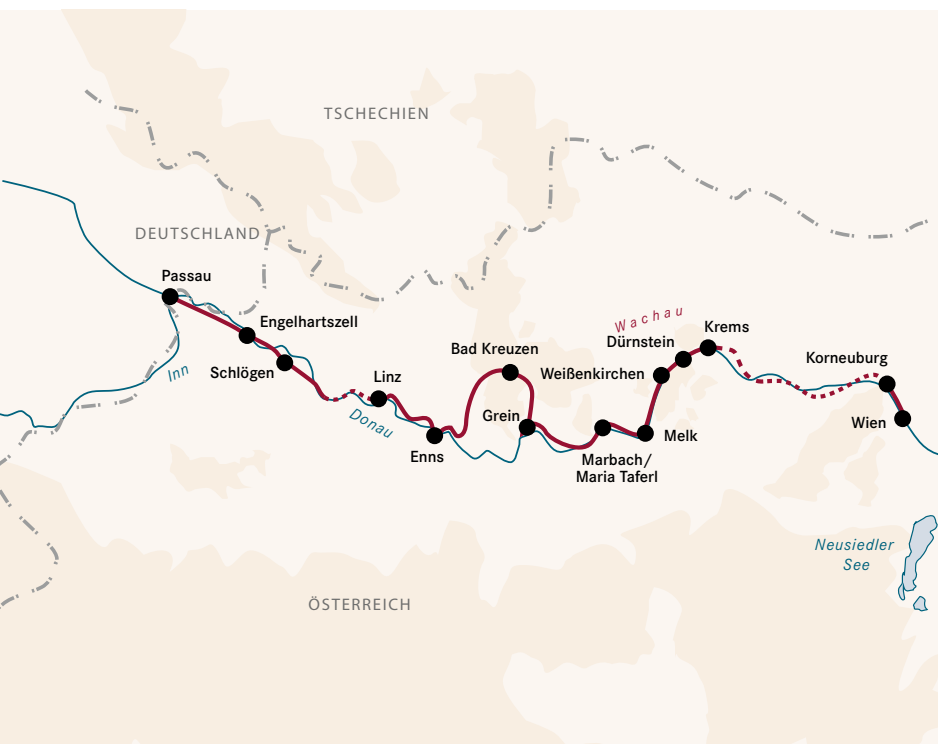 TSCHECHIEN
DEUTSCHLAND
Passau
Engelhartszell
Schlögen
Inn
Linz
Donau
Enns
Bad Kreuzen
Grein
Marbach/
Maria Taferl
Melk
Weißenkirchen
Dürnstein
Wachau
Krems
Korneuburg
Wien
Neusiedler
See
ÖSTERREICH